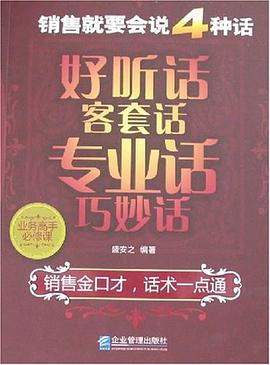 销售就要会说4种话
好听话
客套话
专业话
巧妙话
业务高手
必修课
盛安之 编著
销售金口才，话术一点通
企业管理出版社